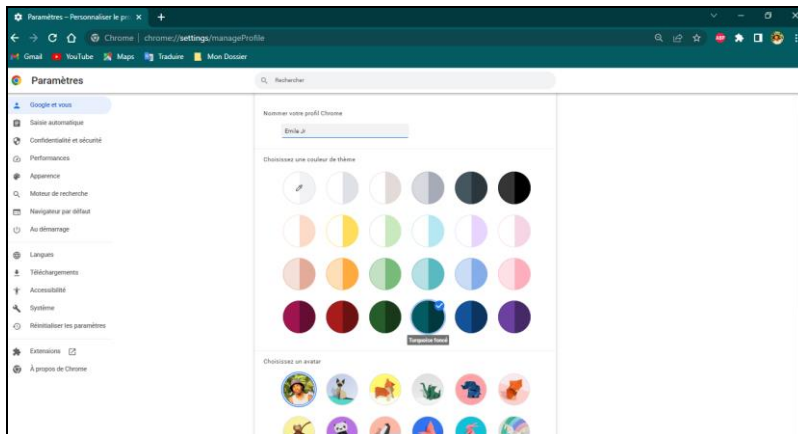 Paramètres – Personnaliser le pro
Chrome | chrome://settings/manageProfile
Gmail YouTube Maps Traduire Mon Dossier
Paramètres
Rechercher
Google et vous
Saisie automatique
Confidentialité et sécurité
Performances
Apparence
Moteur de recherche
Navigateur par défaut
Au démarrage
Langues
Téléchargements
Accessibilité
Système
Réinitialiser les paramètres
Extensions
À propos de Chrome
Nommer votre profil Chrome
Emile Jr
Choisissez une couleur de thème
Turquoise foncé
Choisissez un avatar